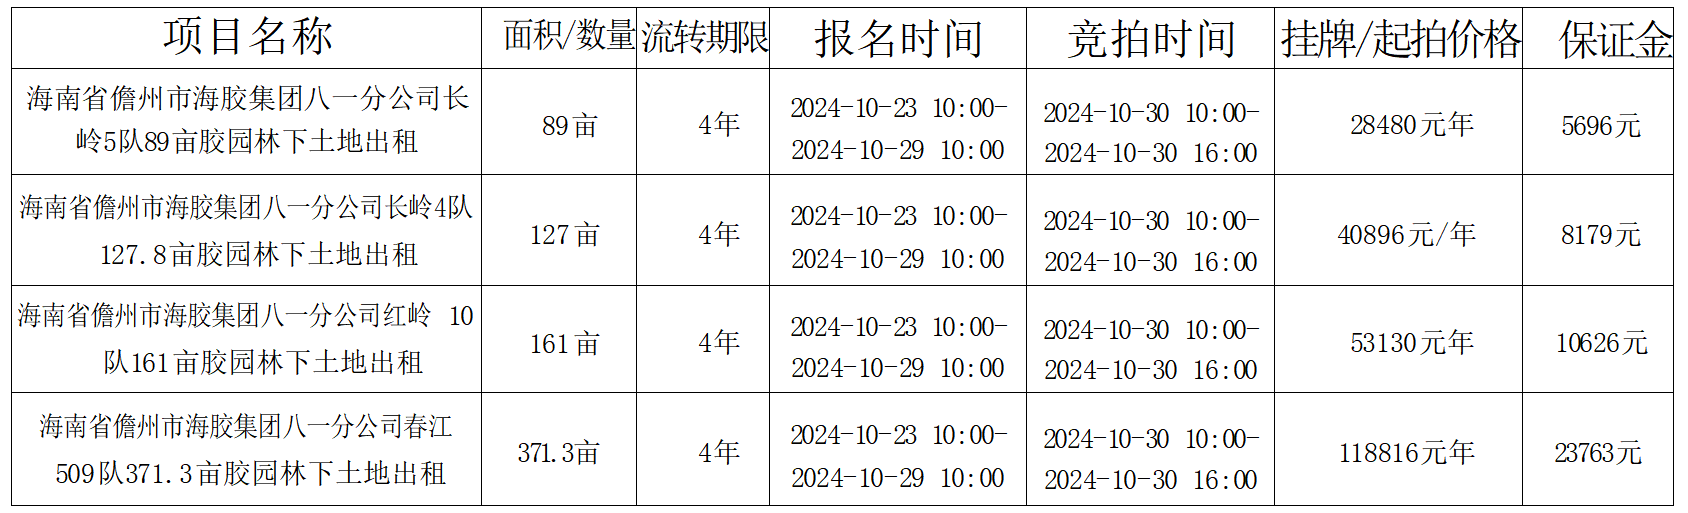 项目名称 面积/数量 流转期限 报名时间 竞拍时间 挂牌/起拍价格 保证金
海南省儋州市海胶集团八一分公司长
岭5队89亩胶园林下土地出租
89亩
4年
2024-10-23 10:00-
2024-10-29 10:00
2024-10-30 10:00-
2024-10-30 16:00
28480元年
5696元
海南省儋州市海胶集团八一分公司长岭4队
127.8亩胶园林下土地出租
127亩
4年
2024-10-23 10:00-
2024-10-29 10:00
2024-10-30 10:00-
2024-10-30 16:00
40896元/年
8179元
海南省儋州市海胶集团八一分公司红岭 10
队161亩胶园林下土地出租
161亩
4年
2024-10-23 10:00-
2024-10-29 10:00
2024-10-30 10:00-
2024-10-30 16:00
53130元年
10626元
海南省儋州市海胶集团八一分公司春江
509队371.3亩胶园林下土地出租
371.3亩
4年
2024-10-23 10:00-
2024-10-29 10:00
2024-10-30 10:00-
2024-10-30 16:00
118816元年
23763元